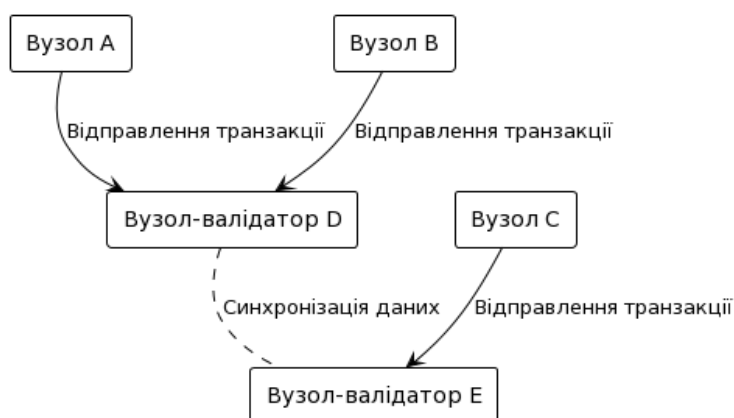 Вузол A
Вузол B
Відправлення транзакції
Відправлення транзакції
Вузол-валідатор D
Вузол C
Синхронізація даних
Відправлення транзакції
Вузол-валідатор E